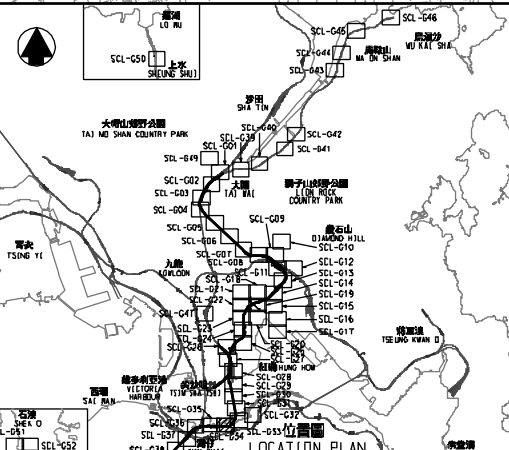 羅湖
LO WU
SCL-G50
上水
SHEUNG SHUI
SCL-G46
SCL-G45
烏溪沙
WU KAI SHA
SCL-G44
馬鞍山
MA ON SHAN
SCL-G43
沙田
SHA TIN
大帽山郊野公園
TAI MO SHAN COUNTRY PARK
SCL-G40
SCL-G39
SCL-G42
SCL-G01
SCL-G41
SCL-G49
SCL-G02
大圍
TAI WAI
獅子山郊野公園
LION ROCK
COUNTRY PARK
SCL-G03
SCL-G04
SCL-G09
SCL-G05
鑽石山
DIAMOND HILL
SCL-G06
SCL-G10
青衣
TSING YI
SCL-G07
SCL-G08
九龍
KOWLOON
SCL-G11
SCL-G12
SCL-G13
SCL-G18
SCL-G14
SCL-G21
SCL-G19
SCL-G22
SCL-G15
SCL-G47
SCL-G16
SCL-G23
SCL-G17
將軍澳
TSEUNG KWAN O
SCL-G24
SCL-G26
SCL-G20
紅磡
HUNG HOM
SCL-G28
SCL-G29
SCL-G30
西環
SAI WAN
維多利亞港
VICTORIA
HARBOUR
尖沙咀
TSIM SHA TSUI
SCL-G35
SCL-G32
石澳
SHEK O
SCL-G51
SCL-G52
SCL-G36
SCL-G37
SCL-G53
位置圖
LOCATION PLAN